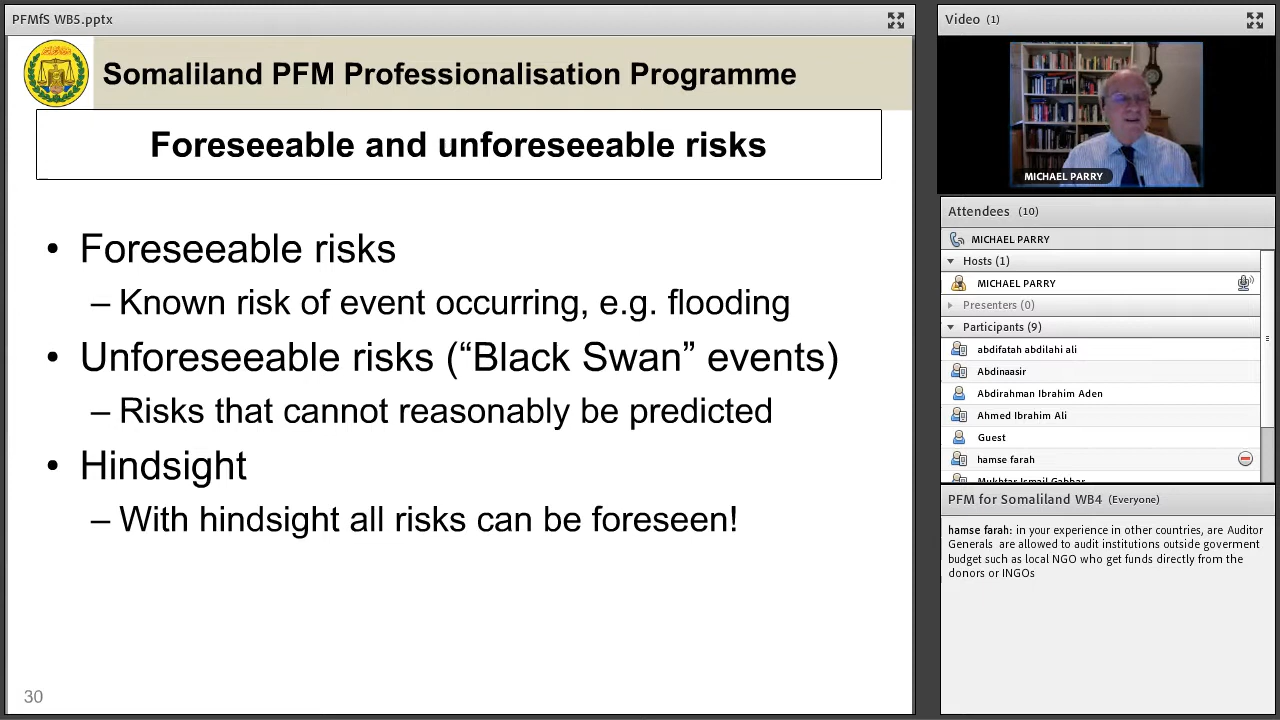 PFMfS WB5.pptx
Somaliland PFM Professionalisation Programme
Foreseeable and unforeseeable risks
• Foreseeable risks
– Known risk of event occurring, e.g. flooding
• Unforeseeable risks (“Black Swan” events)
– Risks that cannot reasonably be predicted
• Hindsight
– With hindsight all risks can be foreseen!
30
Video (1)
MICHAEL PARRY
Attendees (10)
MICHAEL PARRY
Hosts (1)
MICHAEL PARRY
Presenters (0)
Participants (9)
abdifatah abdilahi ali
Abdinaasir
Abdirahman Ibrahim Aden
Ahmed Ibrahim Ali
Guest
hamse farah
Mukhtar Ismail Gabbar
PFM for Somaliland WB4 (Everyone)
hamse farah: in your experience in other countries, are Auditor
Generals are allowed to audit institutions outside goverment
budget such as local NGO who get funds directly from the
donors or INGOs